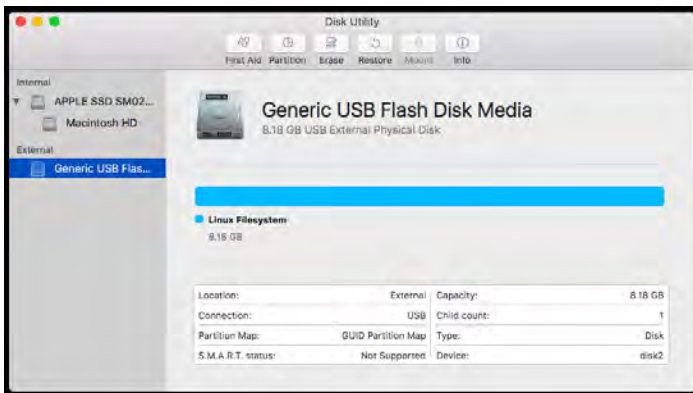 Disk Utility
First Aid Partition Erase Restore Mount Info
Internal
APPLE SSD SM02...
Macintosh HD
External
Generic USB Flas...
Generic USB Flash Disk Media
8.18 GB USB External Physical Disk
Linux Filesystem
8.18 GB
Location: External Capacity: 8.18 GB
Connection: USB Child count: 1
Partition Map: GUID Partition Map Type: Disk
S.M.A.R.T. status: Not Supported Device: disk2